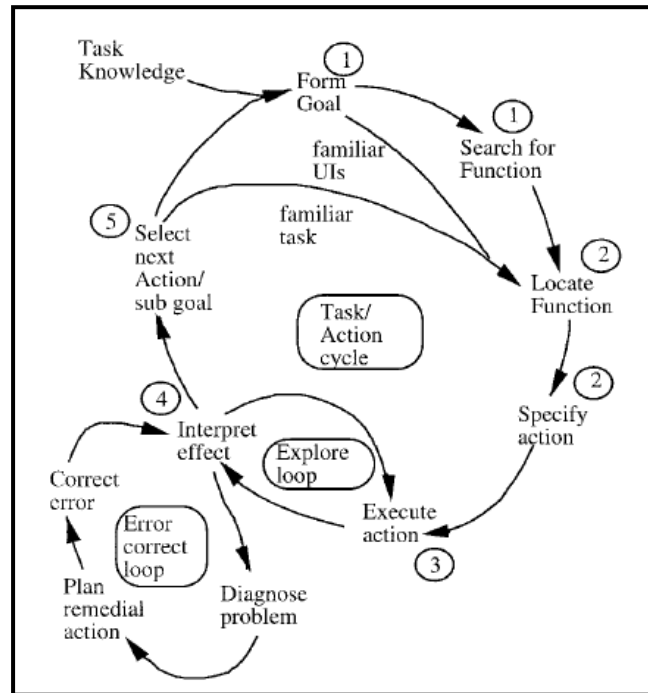 Task
Knowledge
1
Form
Goal
1
Search for
Function
familiar
UIs
familiar
task
5
Select
next
Action/
sub goal
2
Locate
Function
Task/
Action
cycle
2
Specify
action
4
Interpret
effect
Explore
loop
Execute
action
3
Correct
error
Error
correct
loop
Plan
remedial
action
Diagnose
problem